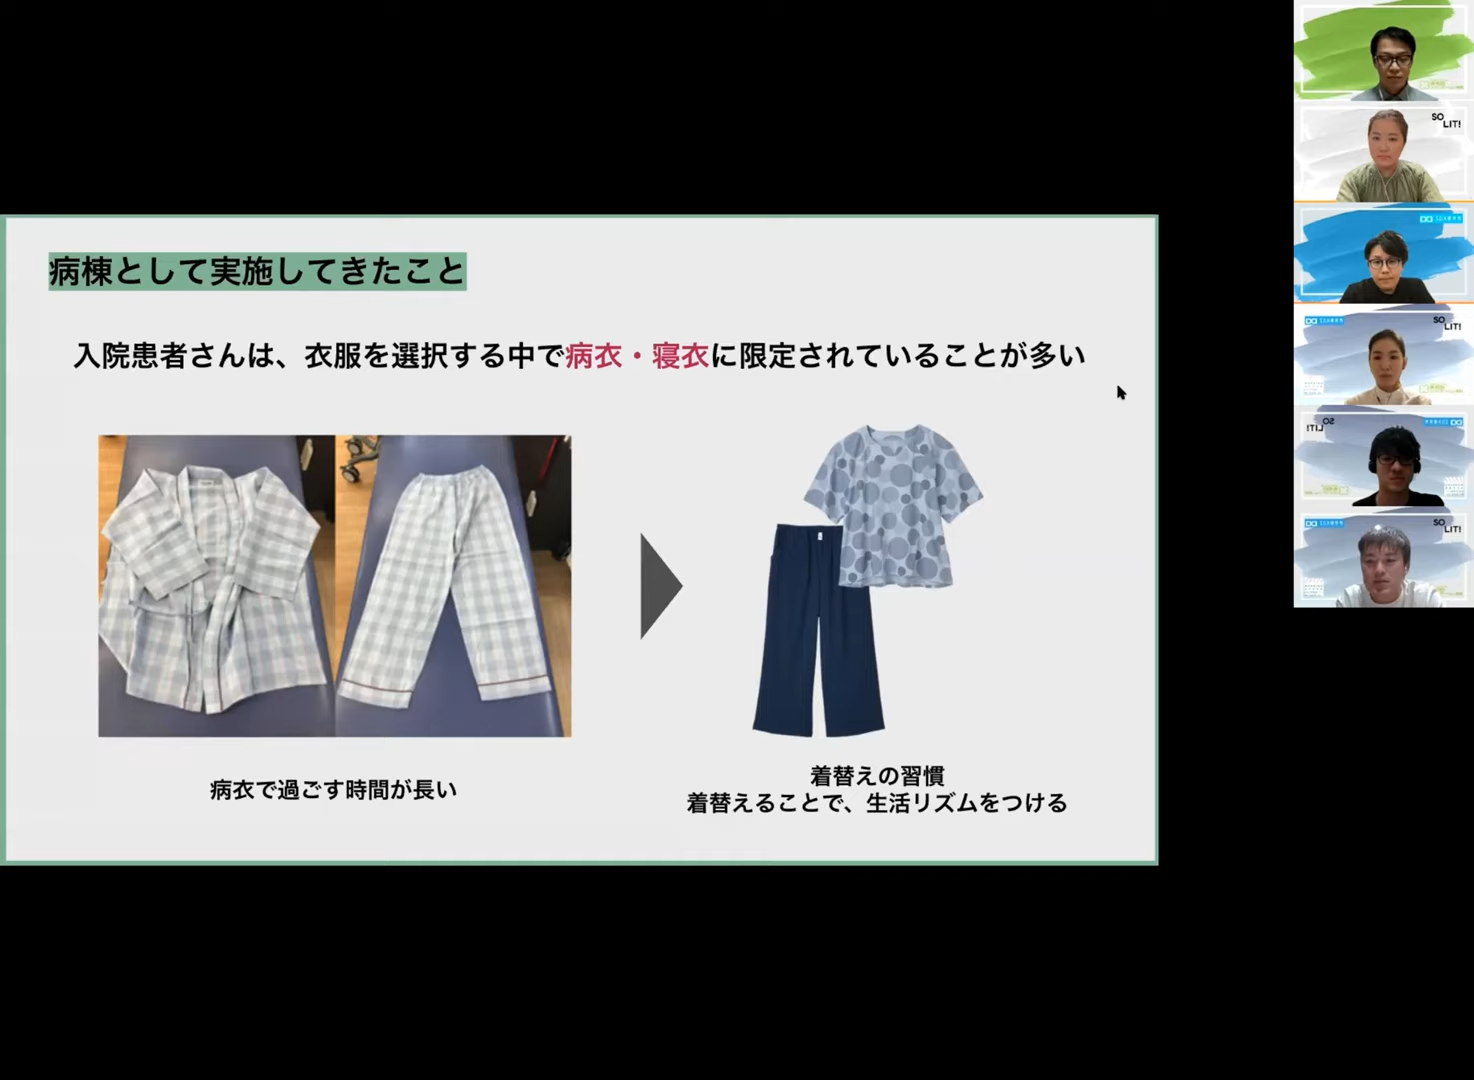 病棟として実施してきたこと
入院患者さんは、衣服を選択する中で病衣・寝衣に限定されていることが多い
病衣で過ごす時間が長い
着替えの習慣
着替えることで、生活リズムをつける
SO
LIT!
SO
LIT!
SO
LIT!
SO
LIT!